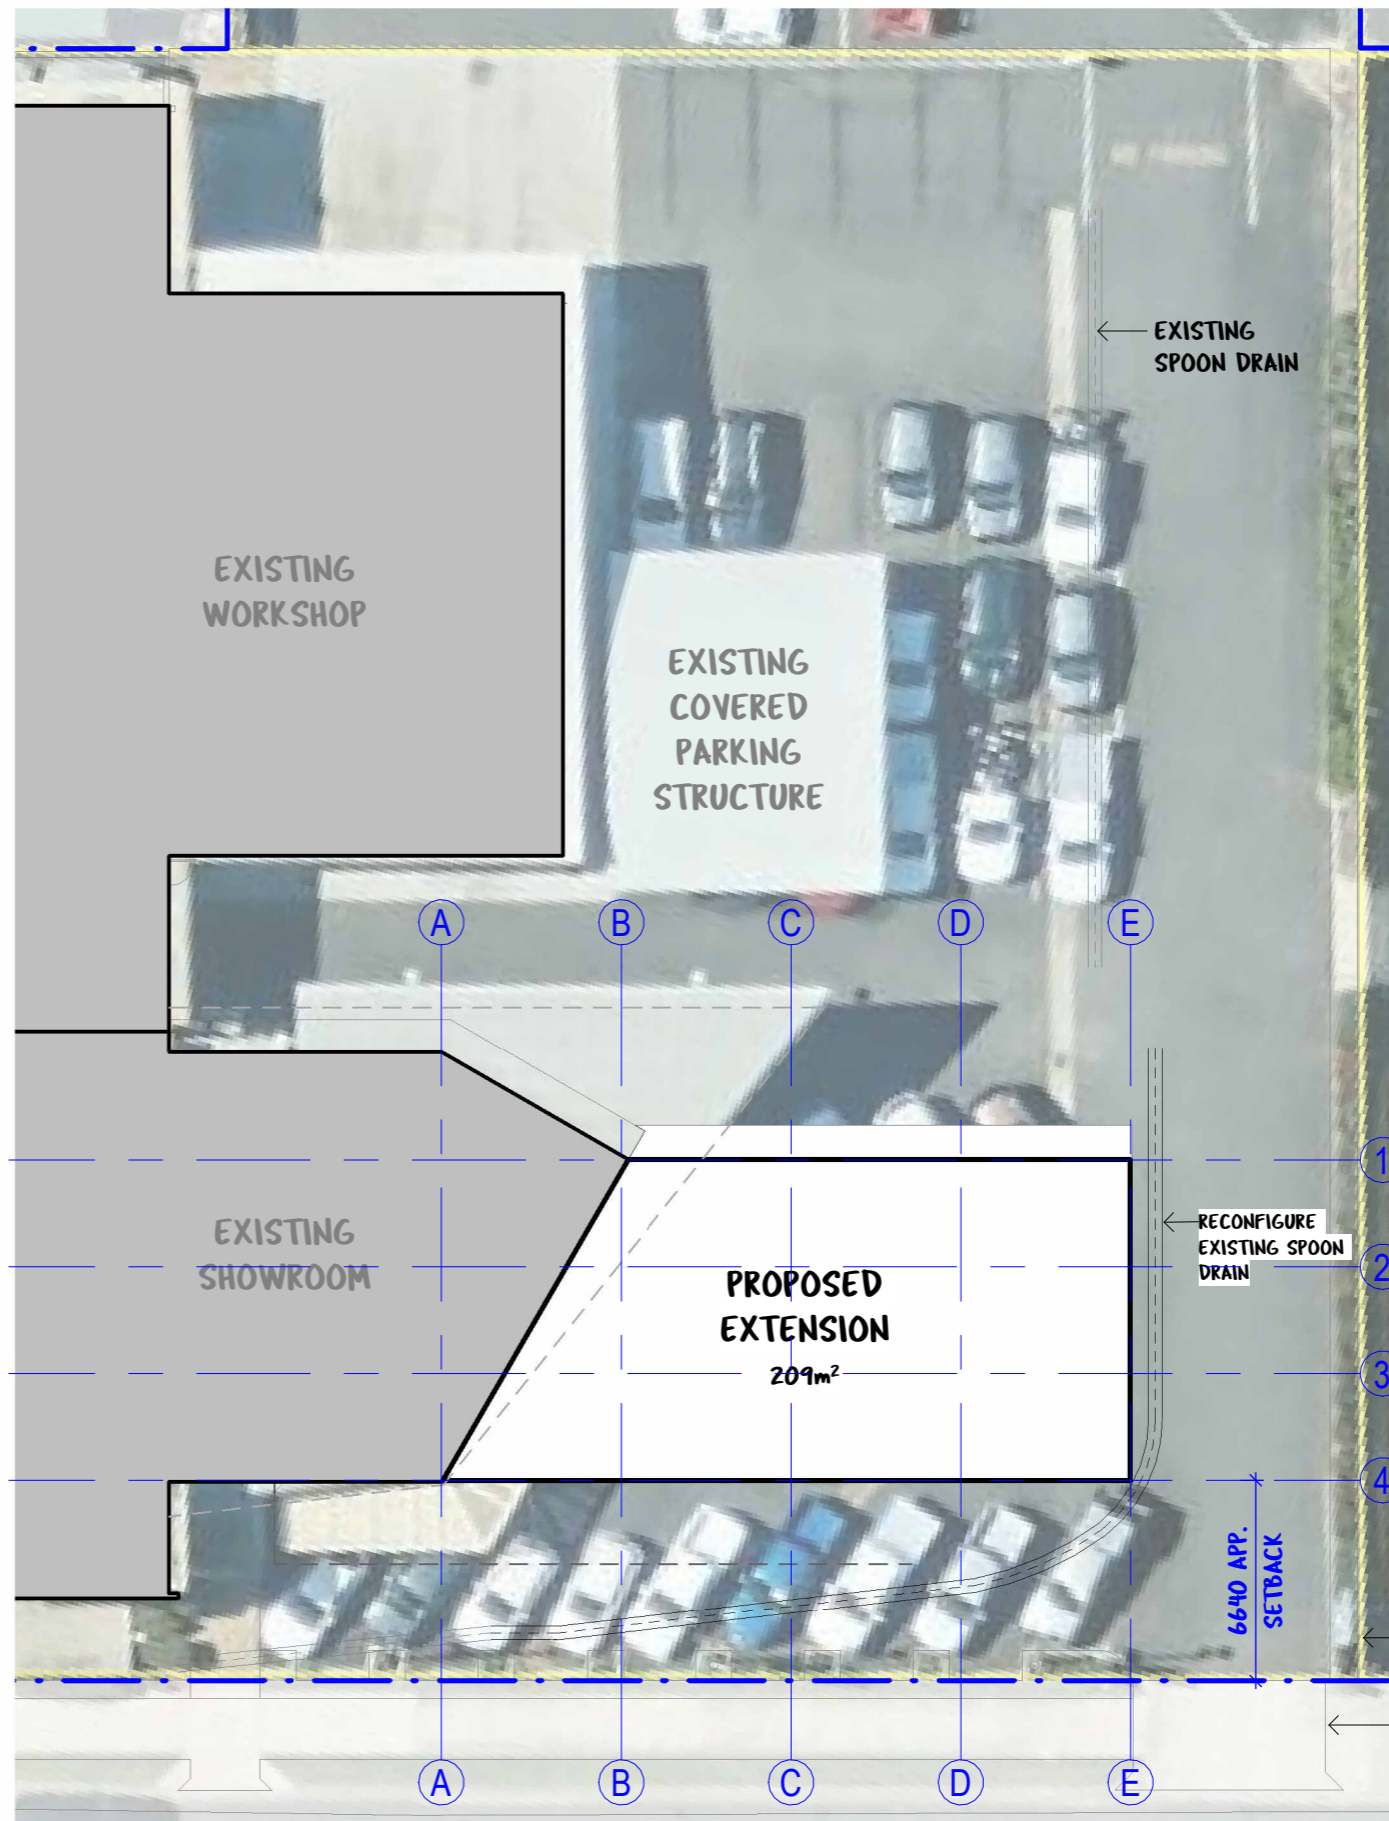 EXISTING
SPOON DRAIN
EXISTING
WORKSHOP
EXISTING
COVERED
PARKING
STRUCTURE
A
B
C
D
E
1
EXISTING
SHOWROOM
RECONFIGURE
EXISTING SPOON
DRAIN
2
PROPOSED
EXTENSION
209m²
3
4
6640 APP.
SETBACK
A
B
C
D
E